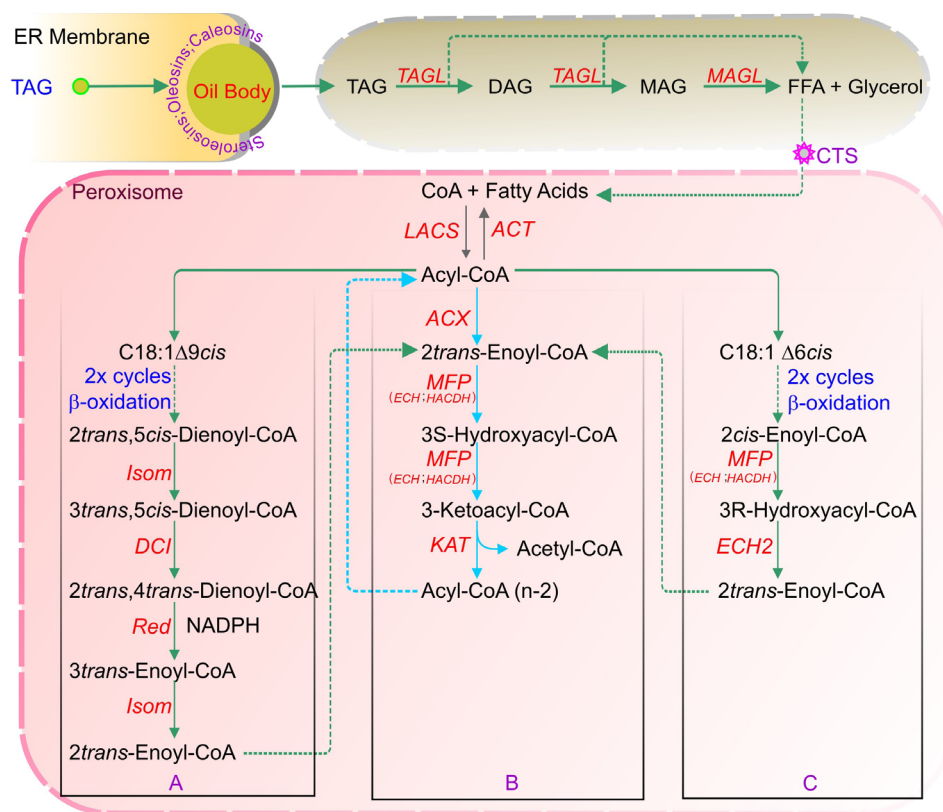 ER Membrane
TAG
Steroleosins;Oleosins;Caleosins
Oil Body
TAG
TAGL
DAG
TAGL
MAG
MAGL
FFA + Glycerol
CTS
Peroxisome
CoA + Fatty Acids
LACS
ACT
Acyl-CoA
C18:1Δ9cis
2x cycles
β-oxidation
2trans,5cis-Dienoyl-CoA
Isom
3trans,5cis-Dienoyl-CoA
DCI
2trans,4trans-Dienoyl-CoA
Red
NADPH
3trans-Enoyl-CoA
Isom
2trans-Enoyl-CoA
A
ACX
2trans-Enoyl-CoA
MFP
(ECH;HACDH)
3S-Hydroxyacyl-CoA
MFP
(ECH;HACDH)
3-Ketoacyl-CoA
KAT
Acetyl-CoA
Acyl-CoA (n-2)
B
C18:1 Δ6cis
2x cycles
β-oxidation
2cis-Enoyl-CoA
MFP
(ECH;HACDH)
3R-Hydroxyacyl-CoA
ECH2
2trans-Enoyl-CoA
C